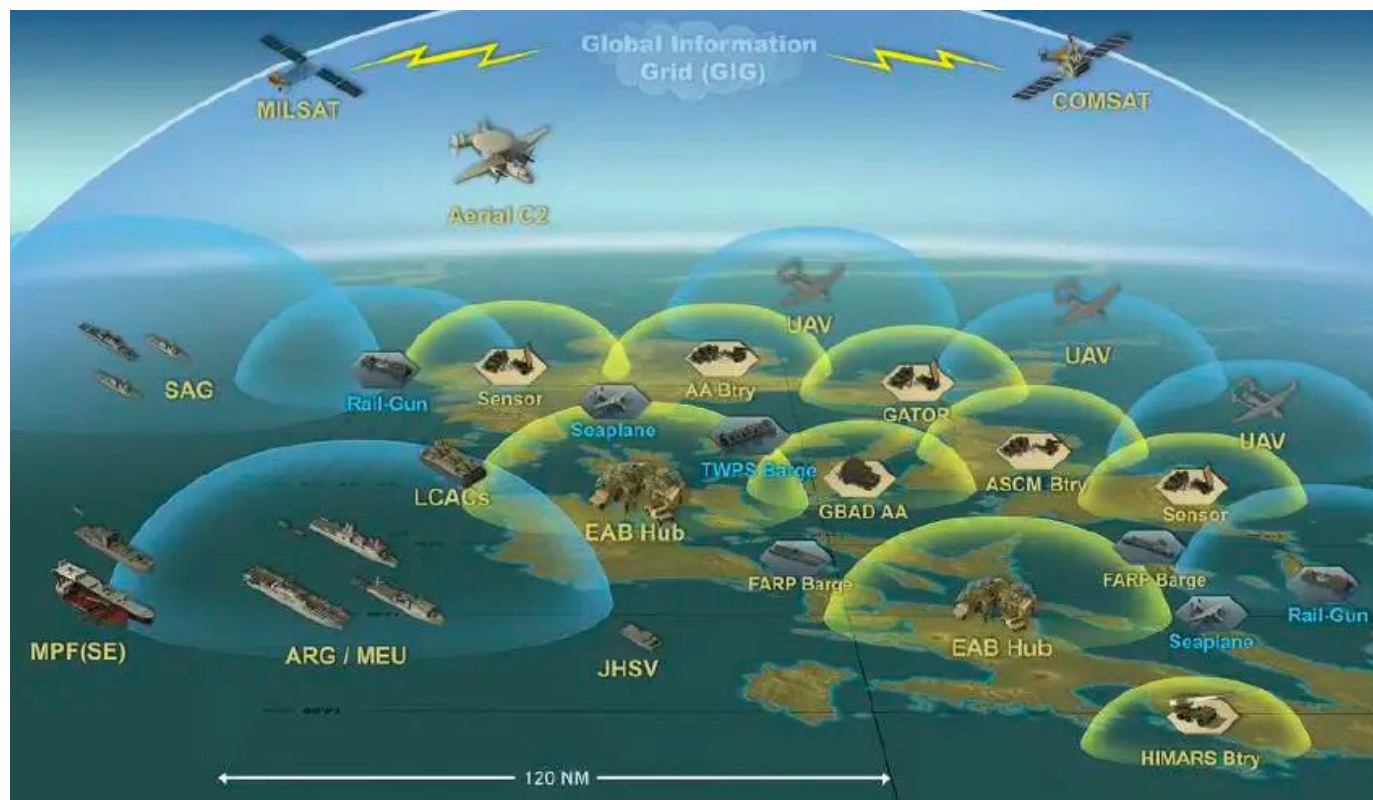 Global Information
Grid (GIG)
MILSAT
COMSAT
Aerial C2
UAV
UAV
SAG
Rail-Gun
Sensor
AA Btry
GATOR
UAV
Seaplane
TWPS Barge
LCACs
EAB Hub
GBAD AA
ASCM Btry
Sensor
FARP Barge
FARP Barge
Rail-Gun
Seaplane
MPF(SE)
ARG / MEU
JHSV
EAB Hub
HIMARS Btry
120 NM